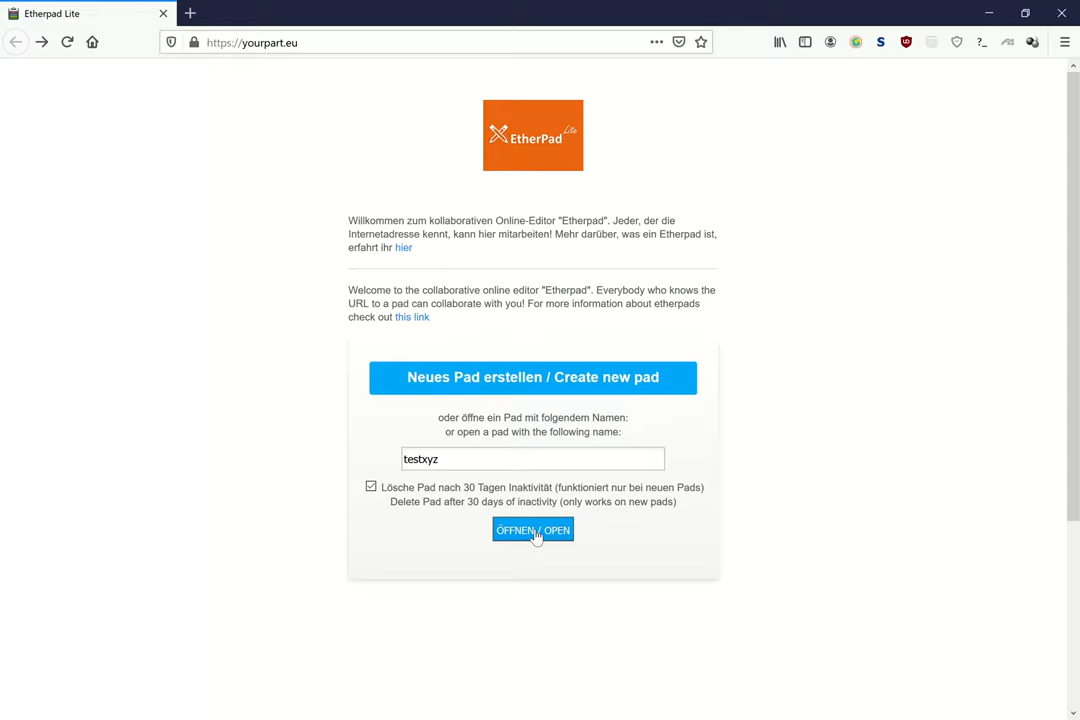 Etherpad Lite
https://yourpart.eu
EtherPad Lite
Willkommen zum kollaborativen Online-Editor "Etherpad". Jeder, der die
Internetadresse kennt, kann hier mitarbeiten! Mehr darüber, was ein Etherpad ist,
erfahrt ihr hier
Welcome to the collaborative online editor "Etherpad". Everybody who knows the
URL to a pad can collaborate with you! For more information about etherpads
check out this link
Neues Pad erstellen / Create new pad
oder öffne ein Pad mit folgendem Namen:
or open a pad with the following name:
testxyz
Lösche Pad nach 30 Tagen Inaktivität (funktioniert nur bei neuen Pads)
Delete Pad after 30 days of inactivity (only works on new pads)
ÖFFNEN / OPEN